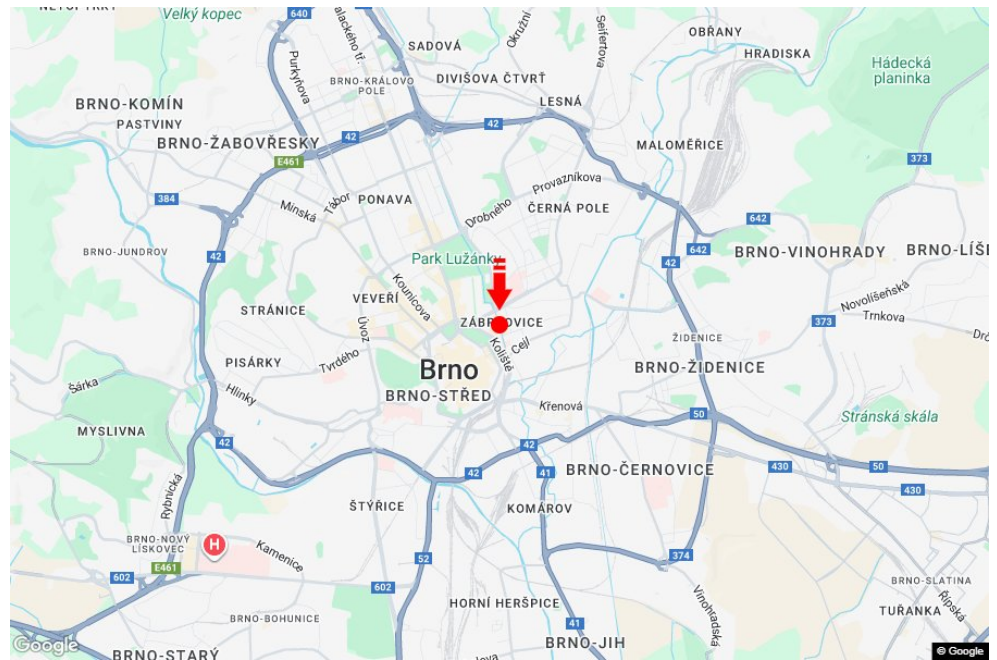 Velký kopec
640
Palackého tř.
SADOVÁ
Okružní
Seifertova
OBŘANY
HRADISKA
Hádecká
planinka
Purkyňova
BRNO-KRÁLOVO
POLE
DIVIŠOVA ČTVRŤ
BRNO-KOMÍN
PASTVINY
LESNÁ
42
42
BRNO-ŽABOVŘESKY
E461
MALOMĚŘICE
373
384
Minská
Tábor
PONAVA
Provazníkova
Drobného
ČERNÁ POLE
642
642
BRNO-JUNDROV
42
Park Lužánky
42
BRNO-VINOHRADY
STRÁNICE
VEVEŘÍ
Kounicova
Úvoz
Novolíšeňská
Trnkova
373
ŽIDENICE
PISÁRKY
Tvrdého
Koliště
Cejl
Brno
BRNO-STŘED
BRNO-ŽIDENICE
Šárka
Hlinky
Křenová
50
Stránská skála
MYSLIVNA
42
42
42
41
BRNO-ČERNOVICE
430
50
430
Rybnická
ŠTÝŘICE
KOMÁROV
BRNO-NOVÝ
LÍSKOVEC
H
Kamenice
52
374
602
E461
602
BRNO-SLATINA
Řípská
TUŘANKA
HORNÍ HERŠPICE
Vinohradská
BRNO-BOHUNICE
41
BRNO-STARÝ
BRNO-JIH
Google
© Google